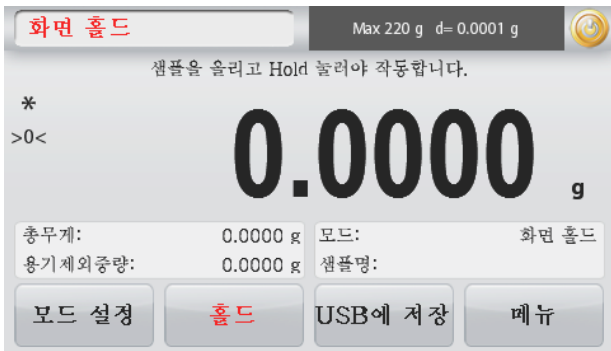 화면 홀드
Max 220 g d= 0.0001 g
샘플을 올리고 Hold 눌러야 작동합니다.
*
>0<
0.0000 g
총무게: 0.0000 g
용기제외중량: 0.0000 g
모드: 화면 홀드
샘플명:
모드 설정
홀드
USB에 저장
메뉴